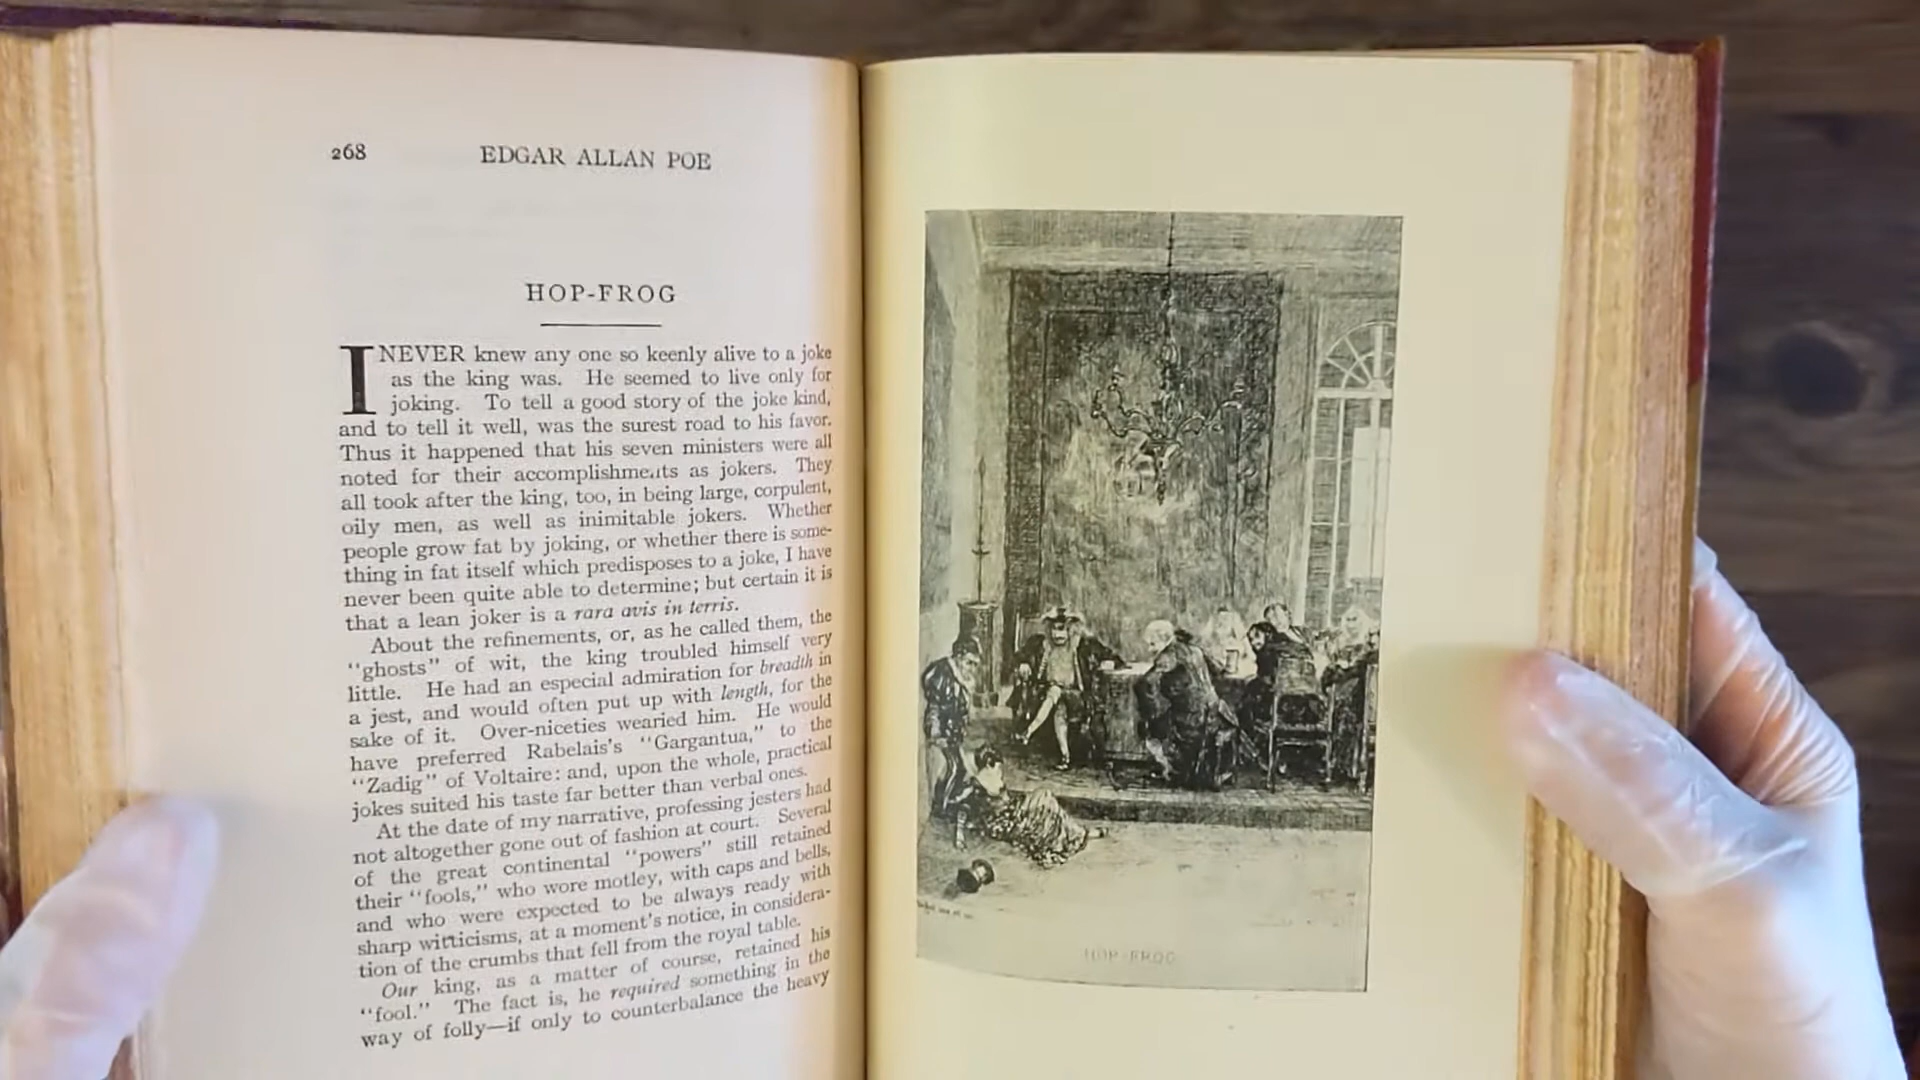 268
EDGAR ALLAN POE
HOP-FROG
I NEVER knew any one so keenly alive to a joke
as the king was. He seemed to live only for
joking. To tell a good story of the joke kind,
and to tell it well, was the surest road to his favor.
Thus it happened that his seven ministers were all
noted for their accomplishments as jokers. They
all took after the king, too, in being large, corpulent,
oily men, as well as inimitable jokers. Whether
people grow fat by joking, or whether there is some-
thing in fat itself which predisposes to a joke, I have
never been quite able to determine; but certain it is
that a lean joker is a rara avis in terris.
About the refinements, or, as he called them, the
"ghosts" of wit, the king troubled himself very
little. He had an especial admiration for breadth in
a jest, and would often put up with length, for the
sake of it. Over-niceties wearied him. He would
have preferred Rabelais's "Gargantua," to the
"Zadig" of Voltaire: and, upon the whole, practical
jokes suited his taste far better than verbal ones.
At the date of my narrative, professing jesters had
not altogether gone out of fashion at court. Several
of the great continental "powers" still retained
their "fools," who wore motley, with caps and bells,
and who were expected to be always ready with
sharp witticisms, at a moment's notice, in considera-
tion of the crumbs that fell from the royal table.
Our king, as a matter of course, retained his
"fool." The fact is, he required something in the
way of folly—if only to counterbalance the heavy
HOP-FROG